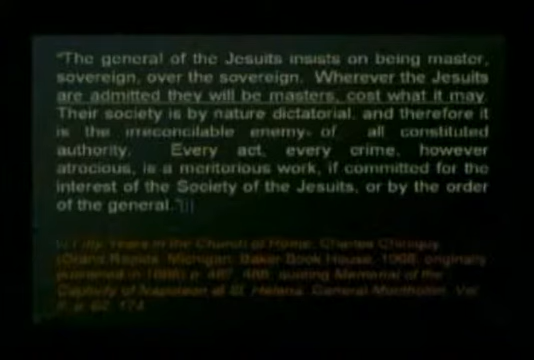 "The general of the Jesuits insists on being master,
sovereign, over the sovereign. Wherever the Jesuits
are admitted they will be masters, cost what it may.
Their society is by nature dictatorial, and therefore it
is the irreconcilable enemy of all constituted
authority. Every act, every crime, however
atrocious, is a meritorious work, if committed for the
interest of the Society of the Jesuits, or by the order
of the general."
Fifty Years in the Church of Rome, Charles Chiniquy
(Grand Rapids, Michigan: Baker Book House, 1968, originally
published in 1886) p. 487, 488, quoting Memorial of the
Captivity of Napoleon at St. Helena, General Montholon, Vol.
p. 62, 174